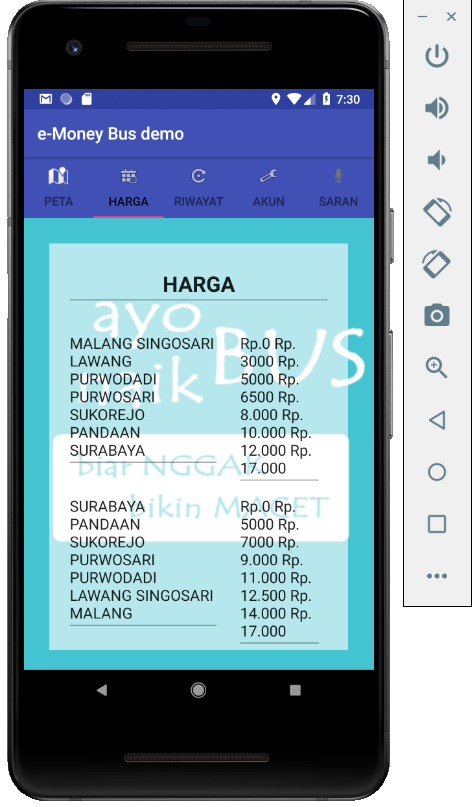 7:30
e-Money Bus demo
PETA HARGA RIWAYAT AKUN SARAN
HARGA
ayo
naik BUS
biar NGGAK
bikin MACET
MALANG SINGOSARI Rp.0 Rp.
LAWANG 3000 Rp.
PURWODADI 5000 Rp.
PURWOSARI 6500 Rp.
SUKOREJO 8.000 Rp.
PANDAAN 10.000 Rp.
SURABAYA 12.000 Rp.
17.000
SURABAYA Rp.0 Rp.
PANDAAN 5000 Rp.
SUKOREJO 7000 Rp.
PURWOSARI 9.000 Rp.
PURWODADI 11.000 Rp.
LAWANG SINGOSARI 12.500 Rp.
MALANG 14.000 Rp.
17.000